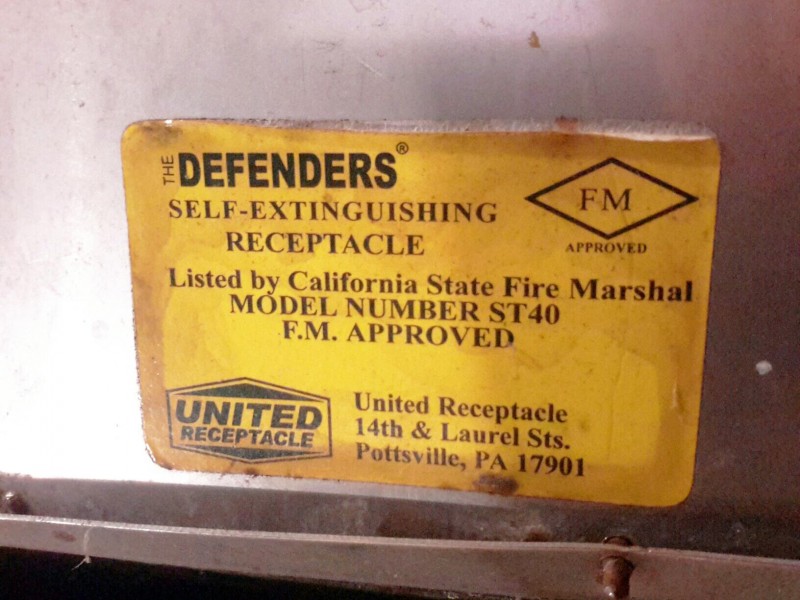 THE DEFENDERS®
SELF-EXTINGUISHING
RECEPTACLE
FM
APPROVED
Listed by California State Fire Marshal
MODEL NUMBER ST40
F.M. APPROVED
UNITED
RECEPTACLE
United Receptacle
14th & Laurel Sts.
Pottsville, PA 17901